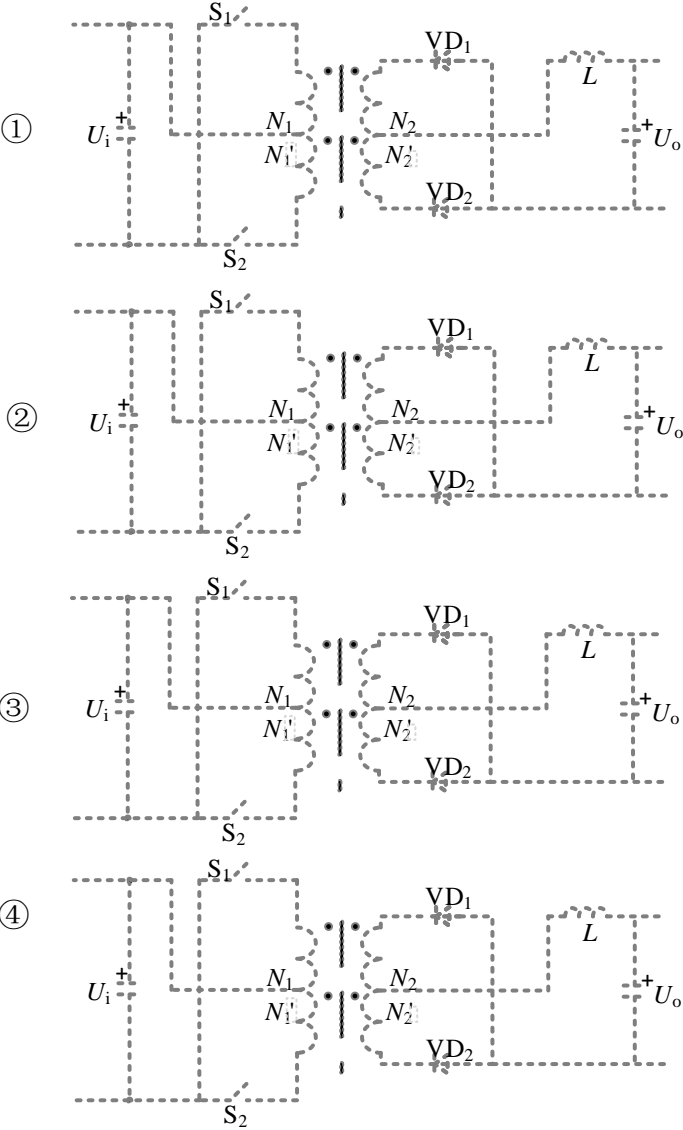 ①
S₁
VD₁
L
+
Uᵢ
N₁
N₂
+
Uₒ
N₁'
N₂'
VD₂
S₂
②
S₁
VD₁
L
+
Uᵢ
N₁
N₂
+
Uₒ
N₁'
N₂'
VD₂
S₂
③
S₁
VD₁
L
+
Uᵢ
N₁
N₂
+
Uₒ
N₁'
N₂'
VD₂
S₂
④
S₁
VD₁
L
+
Uᵢ
N₁
N₂
+
Uₒ
N₁'
N₂'
VD₂
S₂